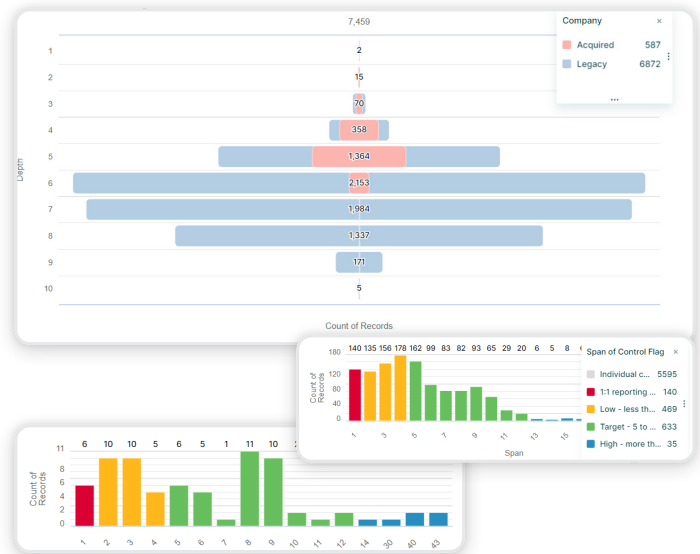 7,459
Company ×
Acquired 587
Legacy 6872
...
1 2
2 15
3 70
4 358
5 1,364
6 2,153
7 1,984
8 1,337
9 171
10 5
Depth
Count of Records
180 140 135 156 178 162 99 83 82 93 65 29 20 6 5 8
120
80
40
0
Count of
Records
1 3 5 7 9 11 13 15
Span
Span of Control Flag ×
Individual c... 5595
1:1 reporting ... 140
Low - less th... 469
Target - 5 to ... 633
High - more th... 35
11 6 10 10 5 6 5 1 11 10
8
6
4
2
0
Count of
Records
1 2 3 4 5 6 7 8 9 10 11 12 14 30 40 43